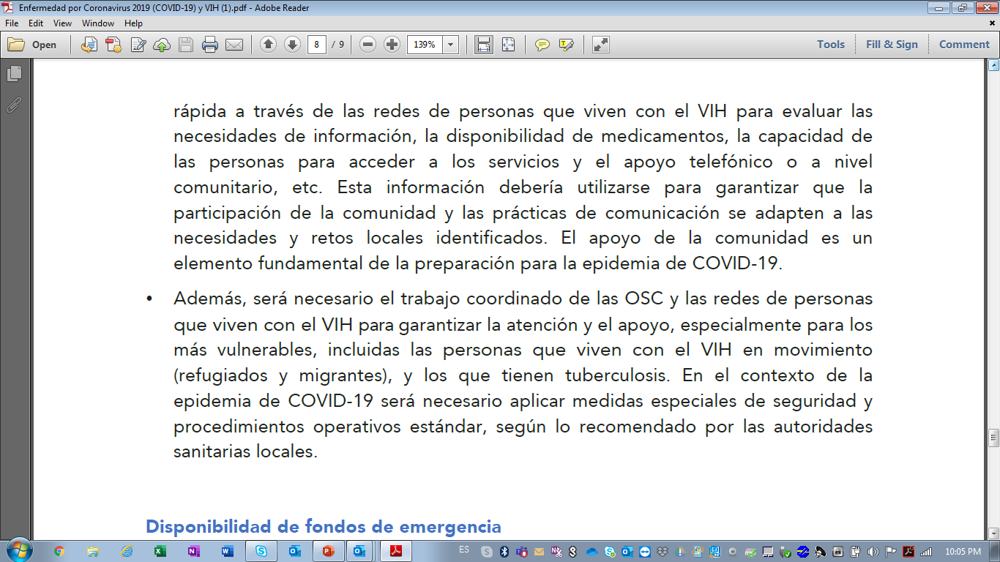 Enfermedad por Coronavirus 2019 (COVID-19) y VIH (1).pdf - Adobe Reader
File Edit View Window Help
Open 8 / 9 139% Tools Fill & Sign Comment
rápida a través de las redes de personas que viven con el VIH para evaluar las
necesidades de información, la disponibilidad de medicamentos, la capacidad de
las personas para acceder a los servicios y el apoyo telefónico o a nivel
comunitario, etc. Esta información debería utilizarse para garantizar que la
participación de la comunidad y las prácticas de comunicación se adapten a las
necesidades y retos locales identificados. El apoyo de la comunidad es un
elemento fundamental de la preparación para la epidemia de COVID-19.
• Además, será necesario el trabajo coordinado de las OSC y las redes de personas
que viven con el VIH para garantizar la atención y el apoyo, especialmente para los
más vulnerables, incluidas las personas que viven con el VIH en movimiento
(refugiados y migrantes), y los que tienen tuberculosis. En el contexto de la
epidemia de COVID-19 será necesario aplicar medidas especiales de seguridad y
procedimientos operativos estándar, según lo recomendado por las autoridades
sanitarias locales.
Disponibilidad de fondos de emergencia
ES 10:05 PM